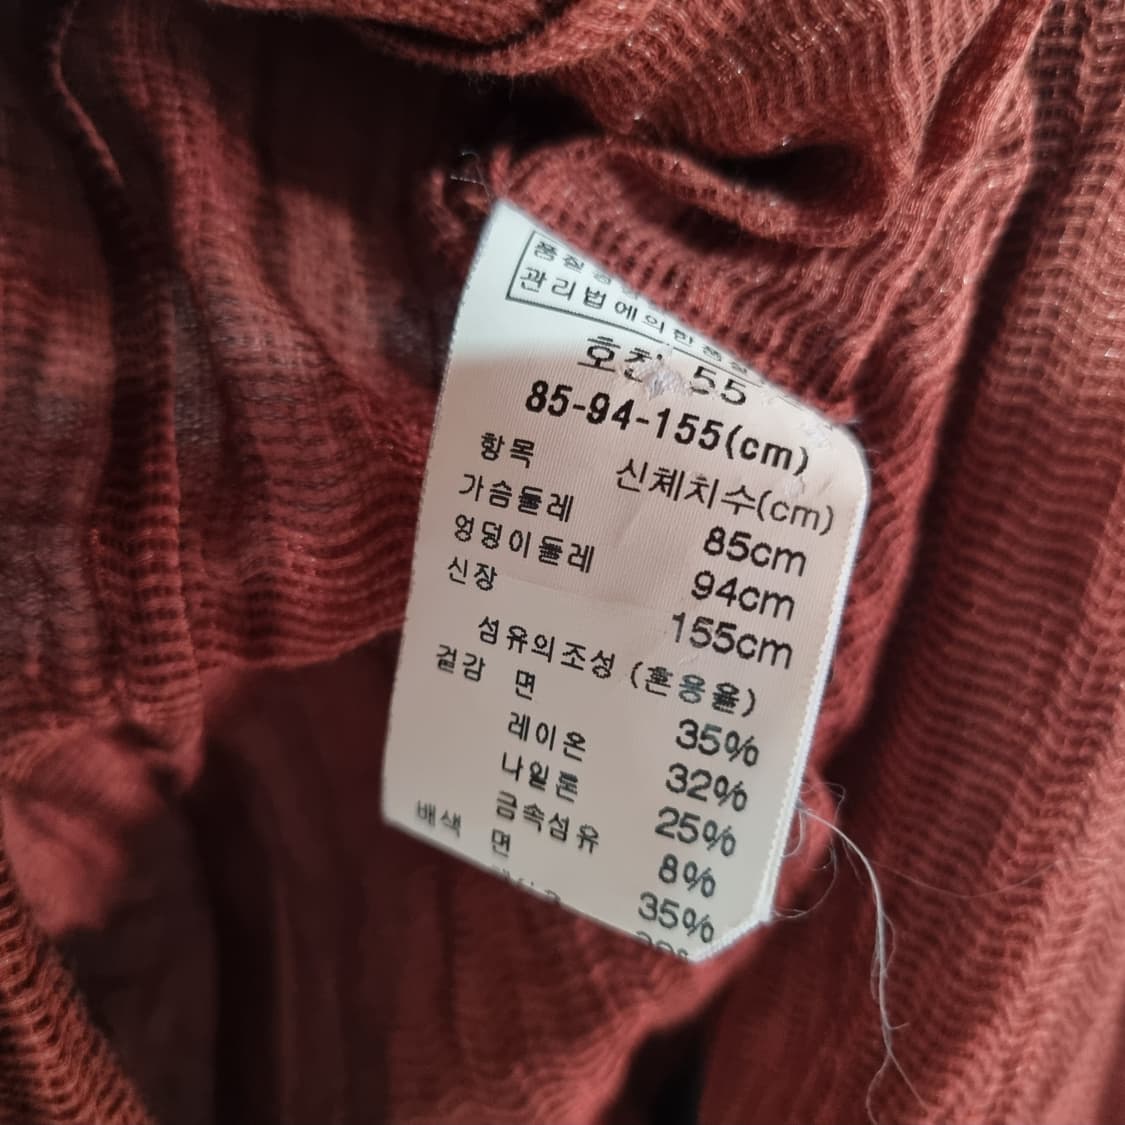 관리법에의한품질
호칭 55
85-94-155(cm)
항목 신체치수(cm)
가슴둘레 85cm
엉덩이둘레 94cm
신장 155cm
섬유의조성 (혼용율)
겉감 면 35%
레이온 32%
나일론 25%
금속섬유 8%
배색 면 35%